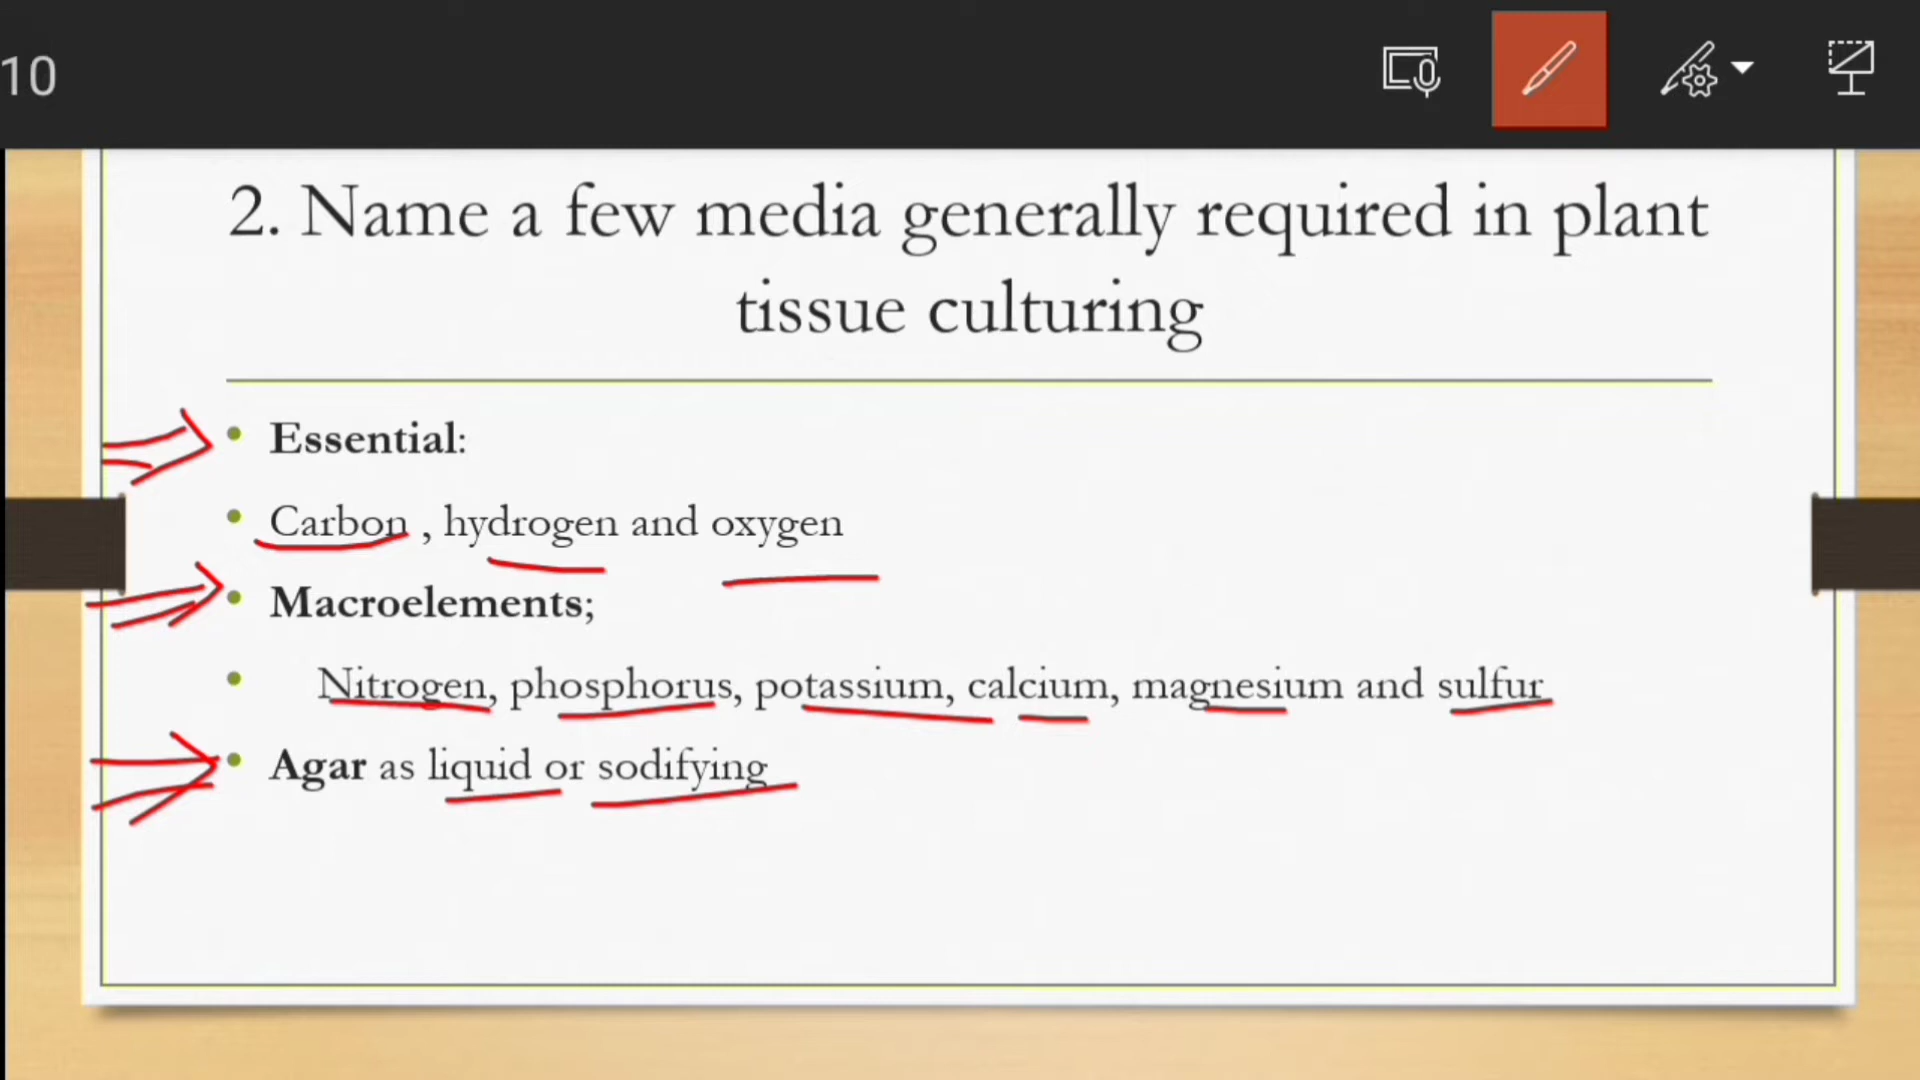 10
2. Name a few media generally required in plant
tissue culturing
• Essential:
• Carbon , hydrogen and oxygen
• Macroelements;
• Nitrogen, phosphorus, potassium, calcium, magnesium and sulfur
• Agar as liquid or sodifying